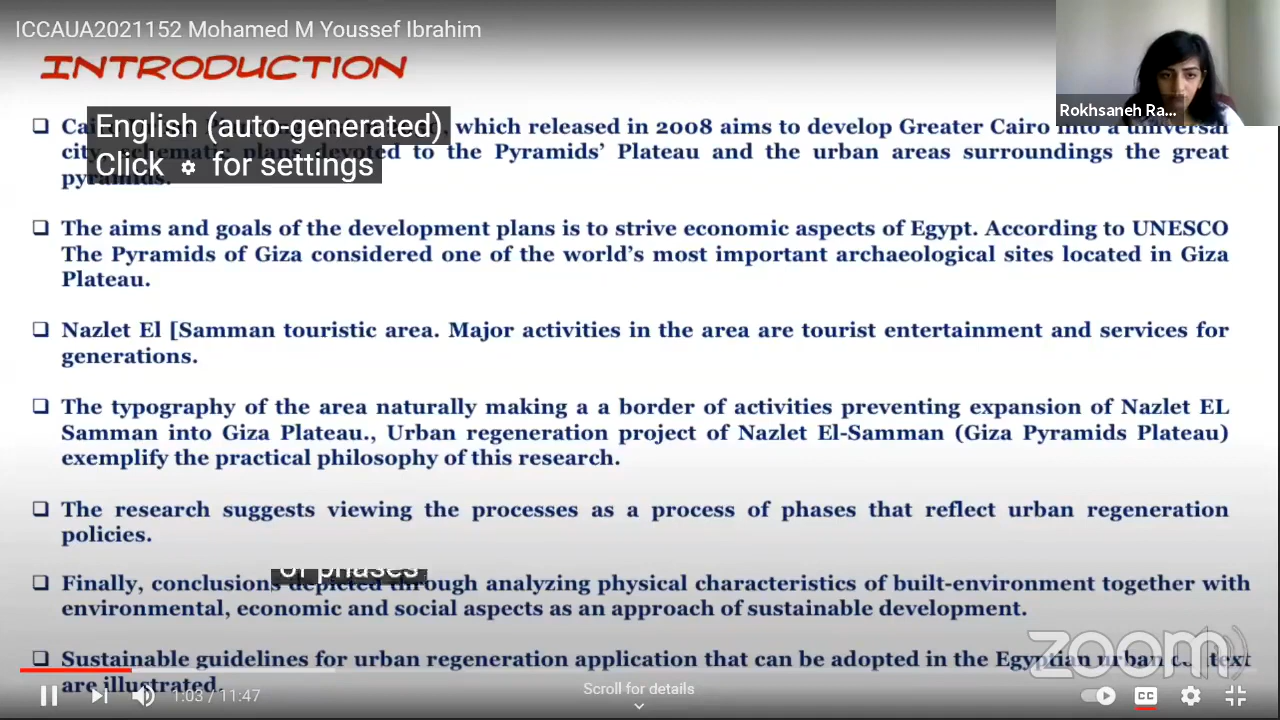 ICCAUA2021152 Mohamed M Youssef Ibrahim
INTRODUCTION
Rokhsaneh Ra...
English (auto-generated)
Click for settings
which released in 2008 aims to develop Greater Cairo into a universal
city, schematic plans devoted to the Pyramids' Plateau and the urban areas surroundings the great
pyramids.
The aims and goals of the development plans is to strive economic aspects of Egypt. According to UNESCO
The Pyramids of Giza considered one of the world's most important archaeological sites located in Giza
Plateau.
Nazlet El [Samman touristic area. Major activities in the area are tourist entertainment and services for
generations.
The typography of the area naturally making a a border of activities preventing expansion of Nazlet EL
Samman into Giza Plateau., Urban regeneration project of Nazlet El-Samman (Giza Pyramids Plateau)
exemplify the practical philosophy of this research.
The research suggests viewing the processes as a process of phases that reflect urban regeneration
policies.
of phases
Finally, conclusions depicted through analyzing physical characteristics of built-environment together with
environmental, economic and social aspects as an approach of sustainable development.
Sustainable guidelines for urban regeneration application that can be adopted in the Egyptian urban context
are illustrated.
zoom
1:03 / 11:47
Scroll for details
CC